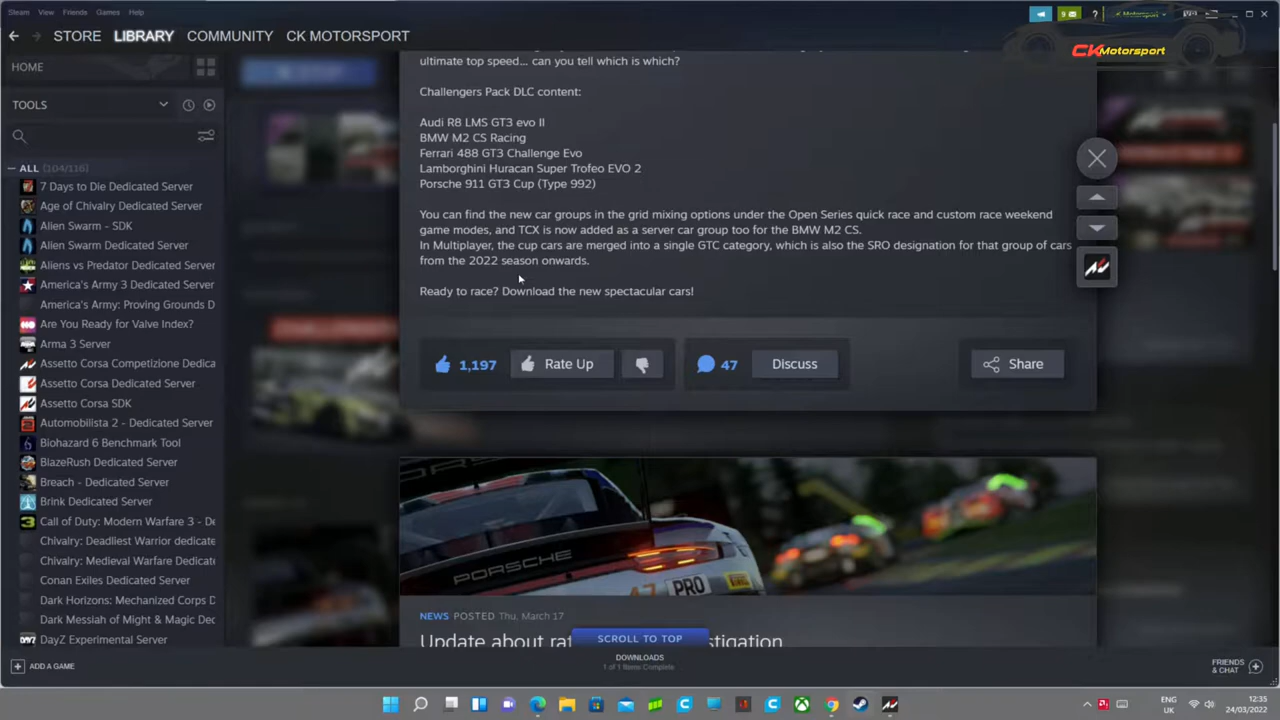 Steam View Friends Games Help
STORE LIBRARY COMMUNITY CK MOTORSPORT
CK Motorsport
HOME
TOOLS
ALL (104/116)
7 Days to Die Dedicated Server
Age of Chivalry Dedicated Server
Alien Swarm - SDK
Alien Swarm Dedicated Server
Aliens vs Predator Dedicated Server
America's Army 3 Dedicated Server
America's Army: Proving Grounds D
Are You Ready for Valve Index?
Arma 3 Server
Assetto Corsa Competizione Dedica
Assetto Corsa Dedicated Server
Assetto Corsa SDK
Automobilista 2 - Dedicated Server
Biohazard 6 Benchmark Tool
BlazeRush Dedicated Server
Breach - Dedicated Server
Brink Dedicated Server
Call of Duty: Modern Warfare 3 - De
Chivalry: Deadliest Warrior dedicate
Chivalry: Medieval Warfare Dedicat
Conan Exiles Dedicated Server
Dark Horizons: Mechanized Corps D
Dark Messiah of Might & Magic Dec
DayZ Experimental Server
ultimate top speed... can you tell which is which?
Challengers Pack DLC content:
Audi R8 LMS GT3 evo II
BMW M2 CS Racing
Ferrari 488 GT3 Challenge Evo
Lamborghini Huracan Super Trofeo EVO 2
Porsche 911 GT3 Cup (Type 992)
You can find the new car groups in the grid mixing options under the Open Series quick race and custom race weekend
game modes, and TCX is now added as a server car group too for the BMW M2 CS.
In Multiplayer, the cup cars are merged into a single GTC category, which is also the SRO designation for that group of cars
from the 2022 season onwards.
Ready to race? Download the new spectacular cars!
1,197 Rate Up 47 Discuss Share
PORSCHE
PRO
NEWS POSTED Thu, March 17
Update about rat stigation
SCROLL TO TOP
ADD A GAME
DOWNLOADS
1 of 1 Items Complete
FRIENDS
& CHAT
ENG
UK
12:35
24/03/2022